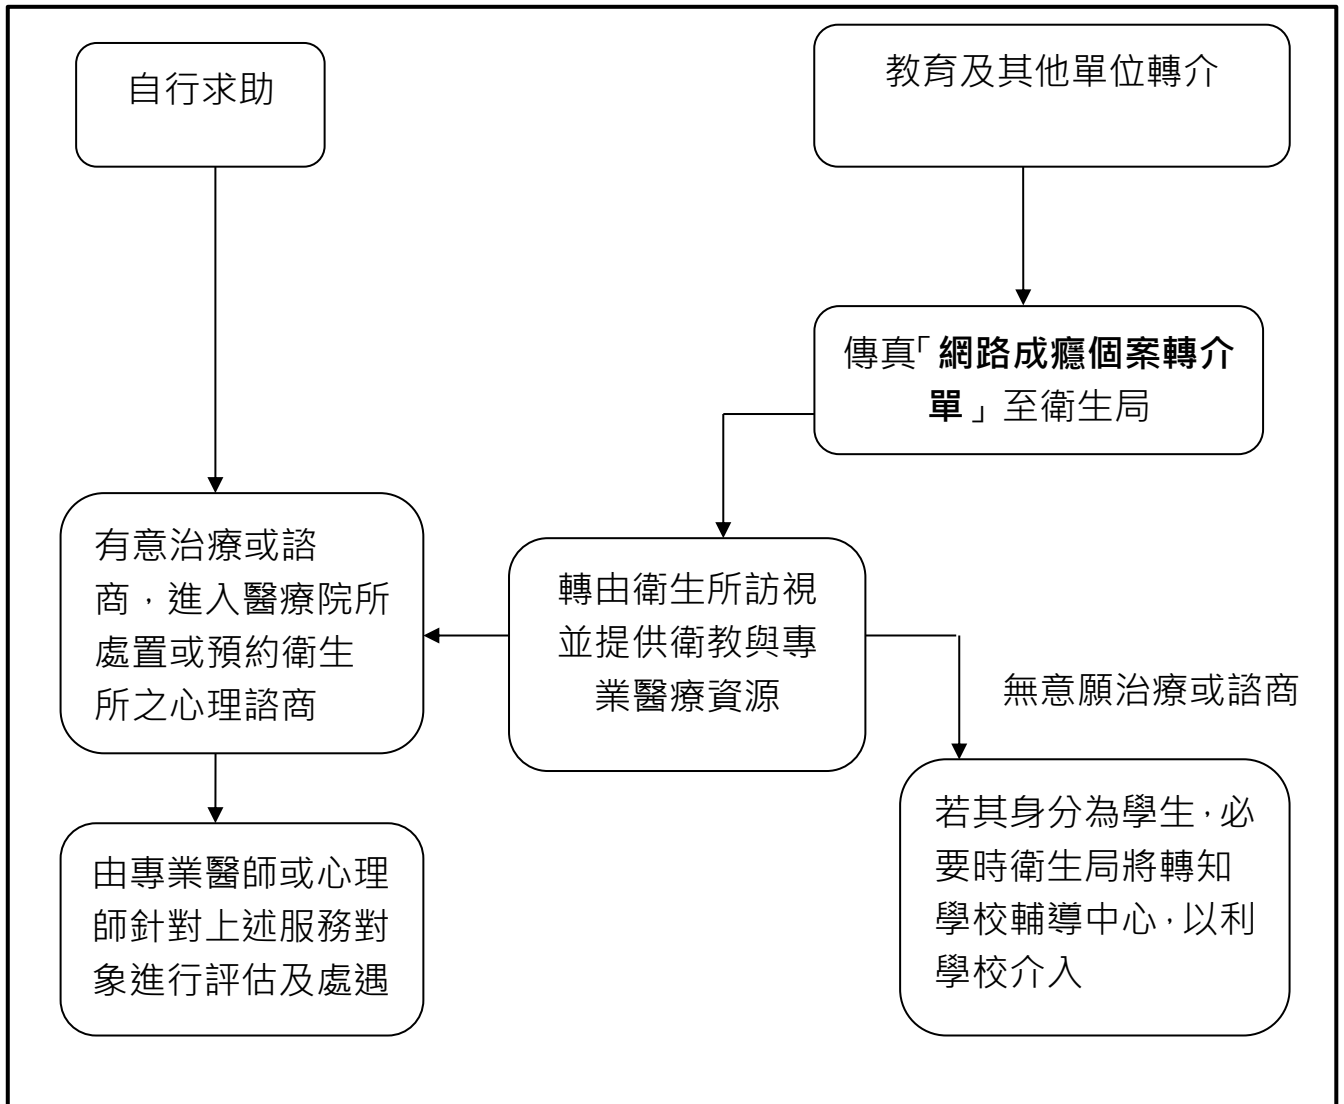 自行求助
教育及其他單位轉介
傳真「網路成癮個案轉介
單」至衛生局
有意治療或諮
商，進入醫療院所
處置或預約衛生
所之心理諮商
轉由衛生所訪視
並提供衛教與專
業醫療資源
無意願治療或諮商
由專業醫師或心理
師針對上述服務對
象進行評估及處遇
若其身分為學生，必
要時衛生局將轉知
學校輔導中心，以利
學校介入